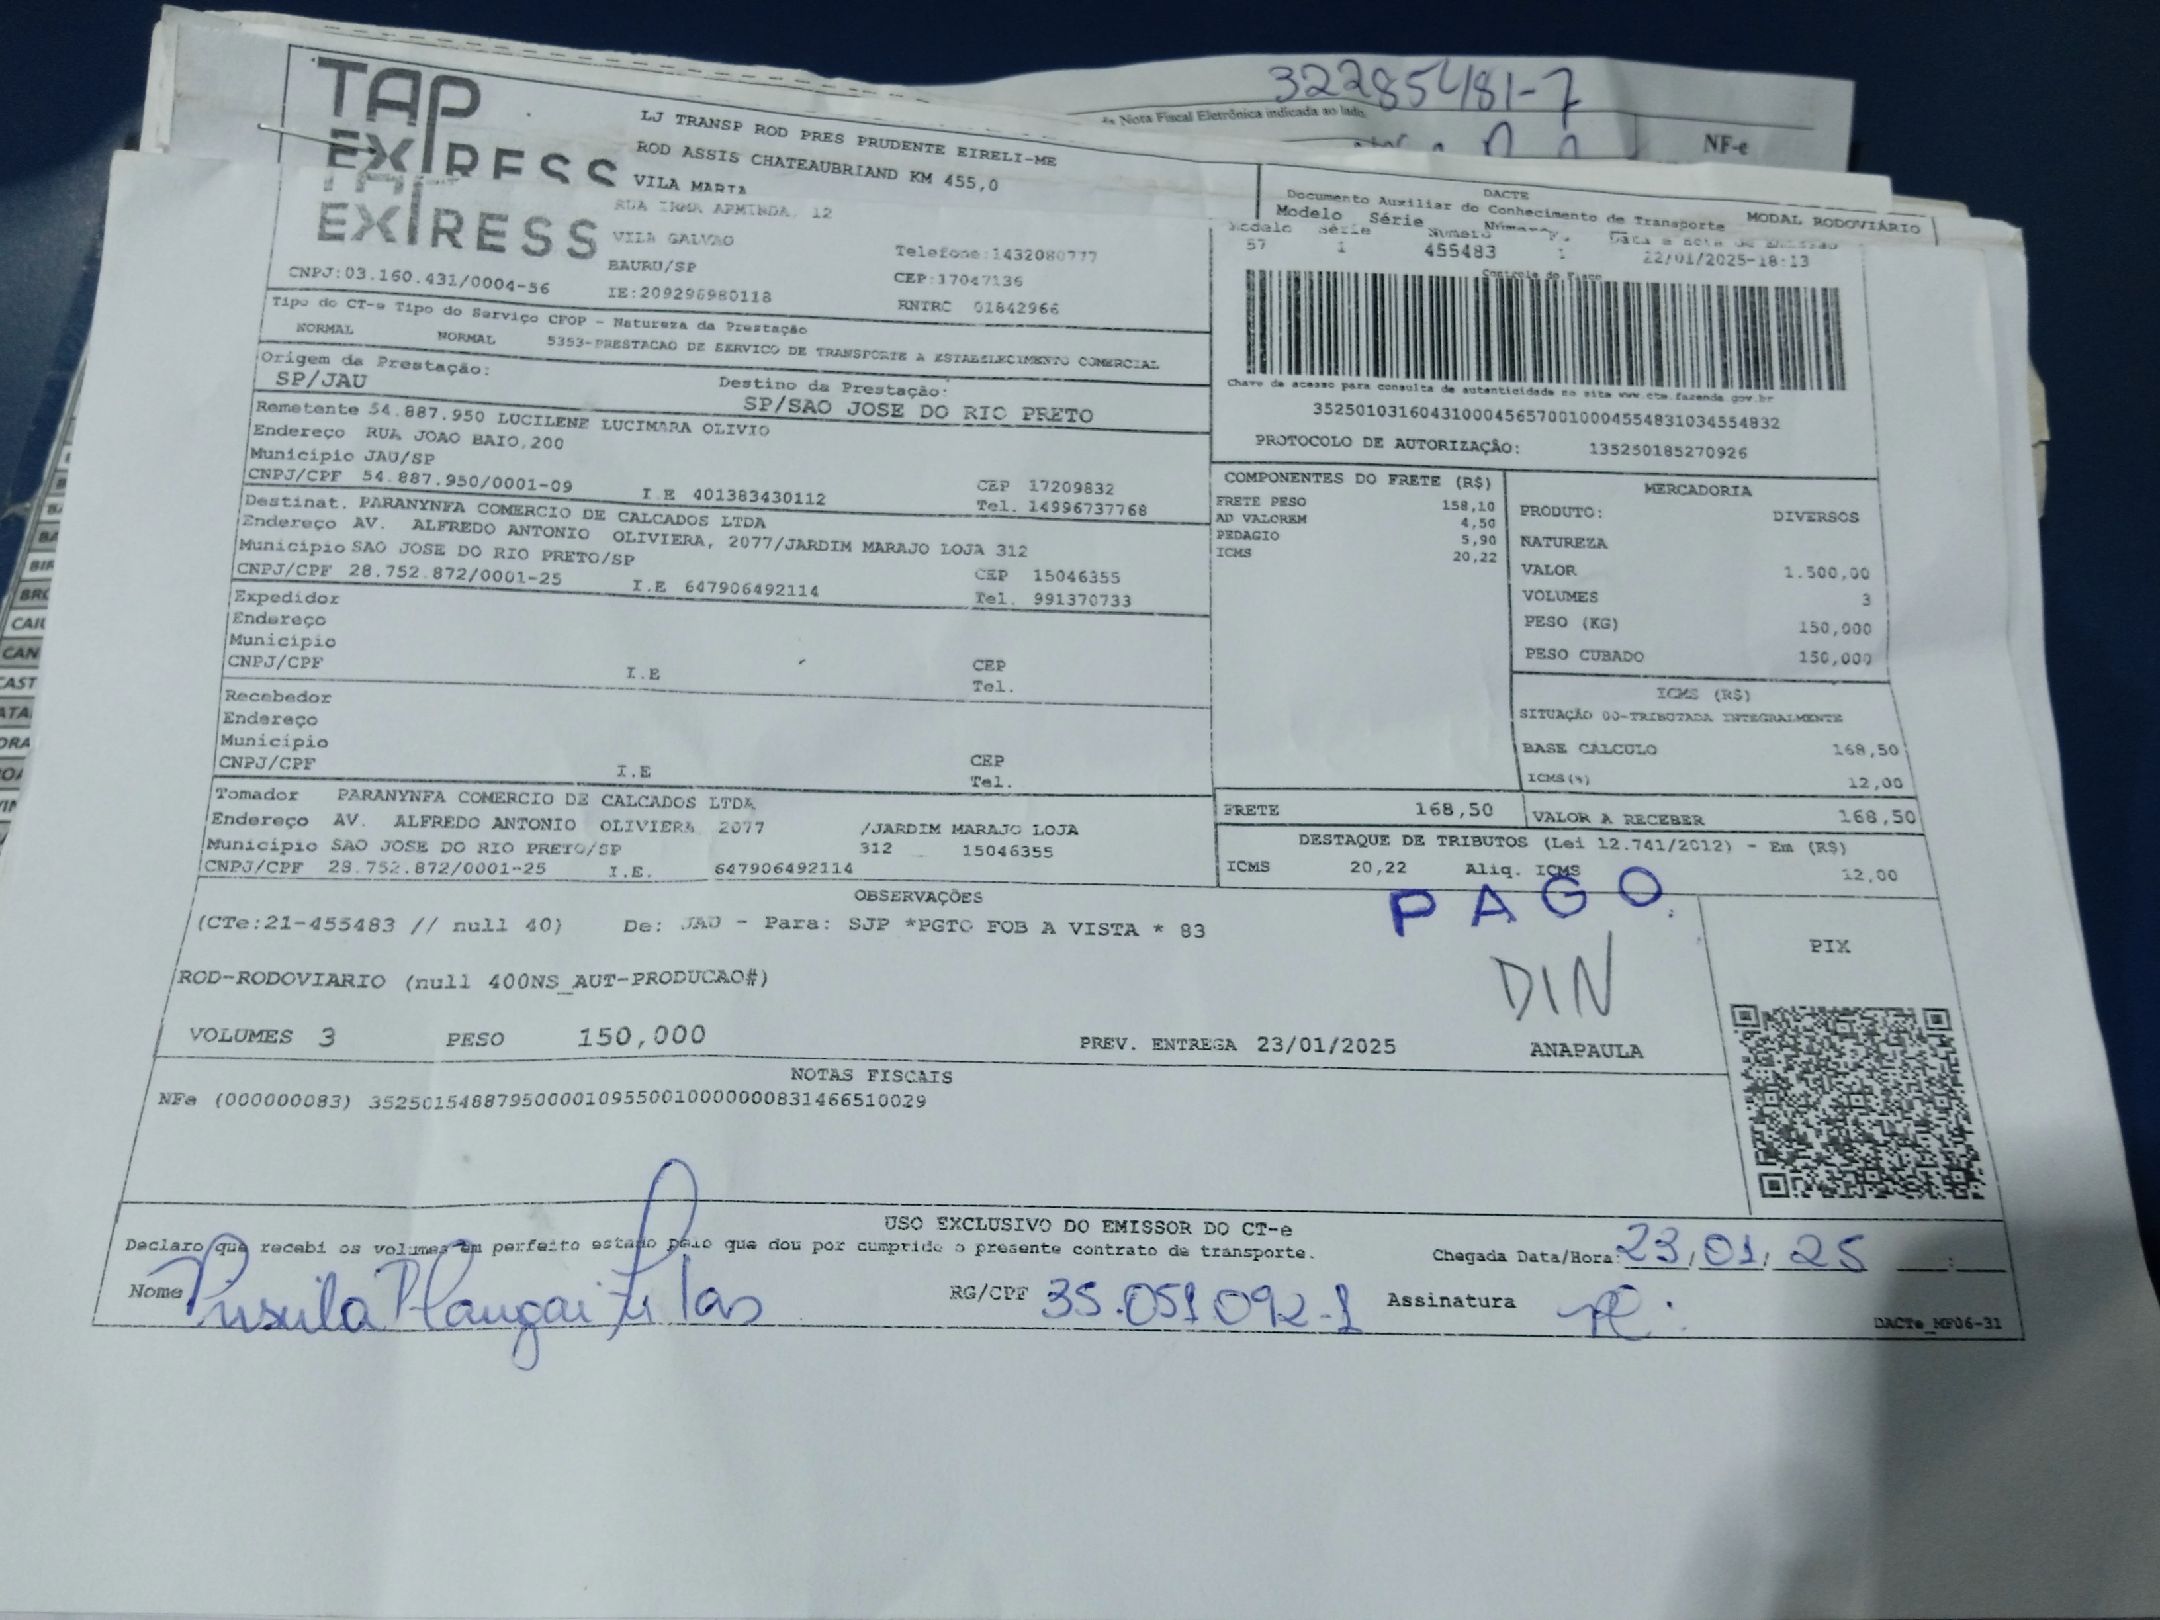 322854181-7
da Nota Fiscal Eletrônica indicada ao lado.
NF-e
TAP
EXPRESS
LJ TRANSP ROD PRES PRUDENTE EIRELI-ME
ROD ASSIS CHATEAUBRIAND KM 455,0
VILA MARIA
DACTE
Documento Auxiliar do Conhecimento de Transporte
MODAL RODOVIÁRIO
Modelo Série
EXPRESS
RUA IRMA ARMINDA, 12
VILA GALVAO
Telefone:1432080777
BAURU/SP
CEP:17047136
CNPJ:03.160.431/0004-56
IE:209296980118
RNTRC 01842966
Modelo Série Numero Data e Hora de Emissão
57 1 455483 1 22/01/2025-18:13
Controle do Fisco
Tipo do CT-e Tipo do Serviço CFOP - Natureza da Prestação
NORMAL NORMAL 5353-PRESTACAO DE SERVICO DE TRANSPORTE A ESTABELECIMENTO COMERCIAL
Origem da Prestação:
SP/JAU
Destino da Prestação:
SP/SAO JOSE DO RIO PRETO
Chave de acesso para consulta de autenticidade no site www.cte.fazenda.gov.br
35250103160431000456570010004554831034554832
PROTOCOLO DE AUTORIZAÇÃO: 135250185270926
Remetente 54.887.950 LUCILENE LUCIMARA OLIVIO
Endereço RUA JOAO BAIO,200
Município JAU/SP
CEP 17209832
CNPJ/CPF 54.887.950/0001-09 I.E 401383430112 Tel. 14996737768
Destinat. PARANYNFA COMERCIO DE CALCADOS LTDA
Endereço AV. ALFREDO ANTONIO OLIVIERA, 2077/JARDIM MARAJO LOJA 312
Município SAO JOSE DO RIO PRETO/SP
CEP 15046355
CNPJ/CPF 28.752.872/0001-25 I.E 647906492114 Tel. 991370733
Expedidor
Endereço
Município
CNPJ/CPF I.E
CEP
Tel.
Recebedor
Endereço
Município
CNPJ/CPF I.E
CEP
Tel.
Tomador PARANYNFA COMERCIO DE CALCADOS LTDA
Endereço AV. ALFREDO ANTONIO OLIVIERA 2077 /JARDIM MARAJO LOJA
Município SAO JOSE DO RIO PRETO/SP 312 15046355
CNPJ/CPF 28.752.872/0001-25 I.E. 647906492114
COMPONENTES DO FRETE (R$)
FRETE PESO 158,10
AD VALOREM 4,50
PEDAGIO 5,90
ICMS 20,22
MERCADORIA
PRODUTO: DIVERSOS
NATUREZA
VALOR 1.500,00
VOLUMES 3
PESO (KG) 150,000
PESO CUBADO 150,000
ICMS (R$)
SITUAÇÃO 00-TRIBUTADA INTEGRALMENTE
BASE CÁLCULO 168,50
ICMS(%) 12,00
FRETE 168,50
VALOR A RECEBER 168,50
DESTAQUE DE TRIBUTOS (Lei 12.741/2012) - Em (R$)
ICMS 20,22 Aliq. ICMS 12,00
OBSERVAÇÕES
(CTe:21-455483 // null 40) De: JAU - Para: SJP *PGTO FOB A VISTA * 83
PAGO
DIN
PIX
ROD-RODOVIARIO (null 400NS_AUT-PRODUCAO#)
VOLUMES 3 PESO 150,000 PREV. ENTREGA 23/01/2025 ANAPAULA
NOTAS FISCAIS
NFe (000000083) 35250154887950000109550010000000831466510029
USO EXCLUSIVO DO EMISSOR DO CT-e
Declaro que recebi os volumes em perfeito estado pelo que dou por cumprido o presente contrato de transporte.
Chegada Data/Hora: 23/01/25 __:__
Nome
RG/CPF 35.051092-1
Assinatura
DACTe_MF06-31